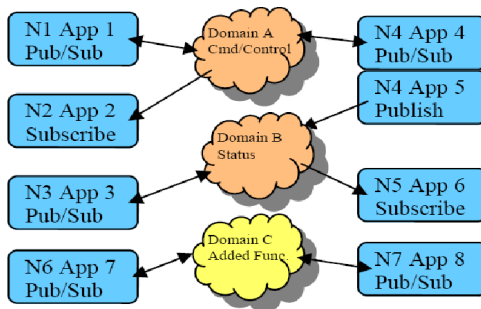 N1 App 1
Pub/Sub
Domain A
Cmd/Control
N4 App 4
Pub/Sub
N2 App 2
Subscribe
N4 App 5
Publish
Domain B
Status
N3 App 3
Pub/Sub
N5 App 6
Subscribe
Domain C
Added Func.
N6 App 7
Pub/Sub
N7 App 8
Pub/Sub